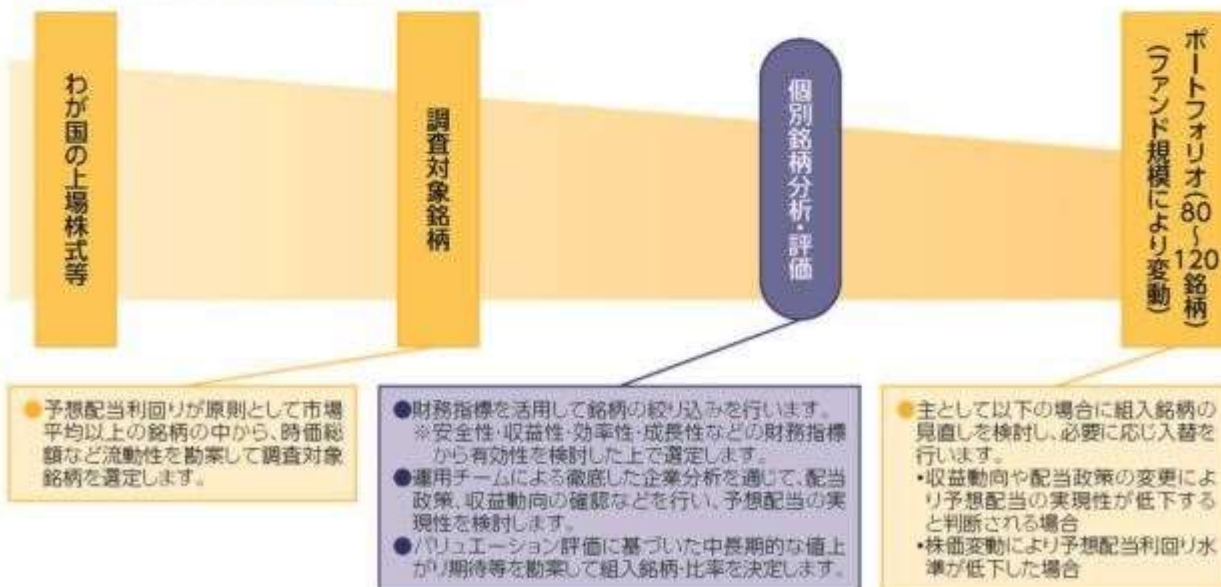 わが国の上場株式等
調査対象銘柄
個別銘柄分析・評価
ポートフォリオ(80～120銘柄)
(ファンド規模により変動)
●予想配当利回りが原則として市場
平均以上の銘柄の中から、時価総
額など流動性を勘案して調査対象
銘柄を選定します。
●財務指標を活用して銘柄の絞り込みを行います。
※安全性・収益性・効率性・成長性などの財務指標
から有効性を検討した上で選定します。
●運用チームによる徹底した企業分析を通じて、配当
政策、収益動向の確認などを行い、予想配当の実
現性を検討します。
●バリュエーション評価に基づいた中長期的な値上
がり期待等を勘案して組入銘柄・比率を決定します。
●主として以下の場合に組入銘柄の
見直しを検討し、必要に応じ入替を
行います。
・収益動向や配当政策の変更によ
り予想配当の実現性が低下する
と判断される場合
・株価変動により予想配当利回り水
準が低下した場合